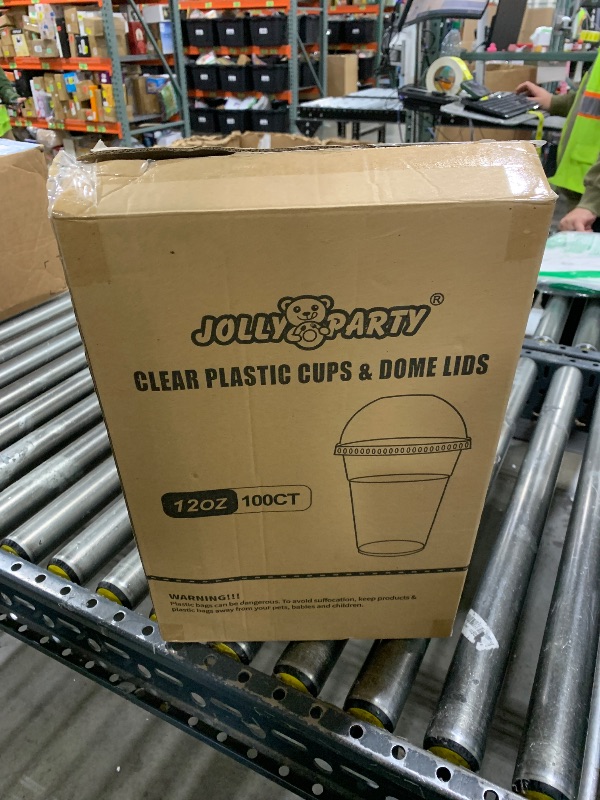 JOLLY PARTY®
CLEAR PLASTIC CUPS & DOME LIDS
12OZ 100CT
WARNING!!!
Plastic bags can be dangerous. To avoid suffocation, keep products &
plastic bags away from your pets, babies and children.